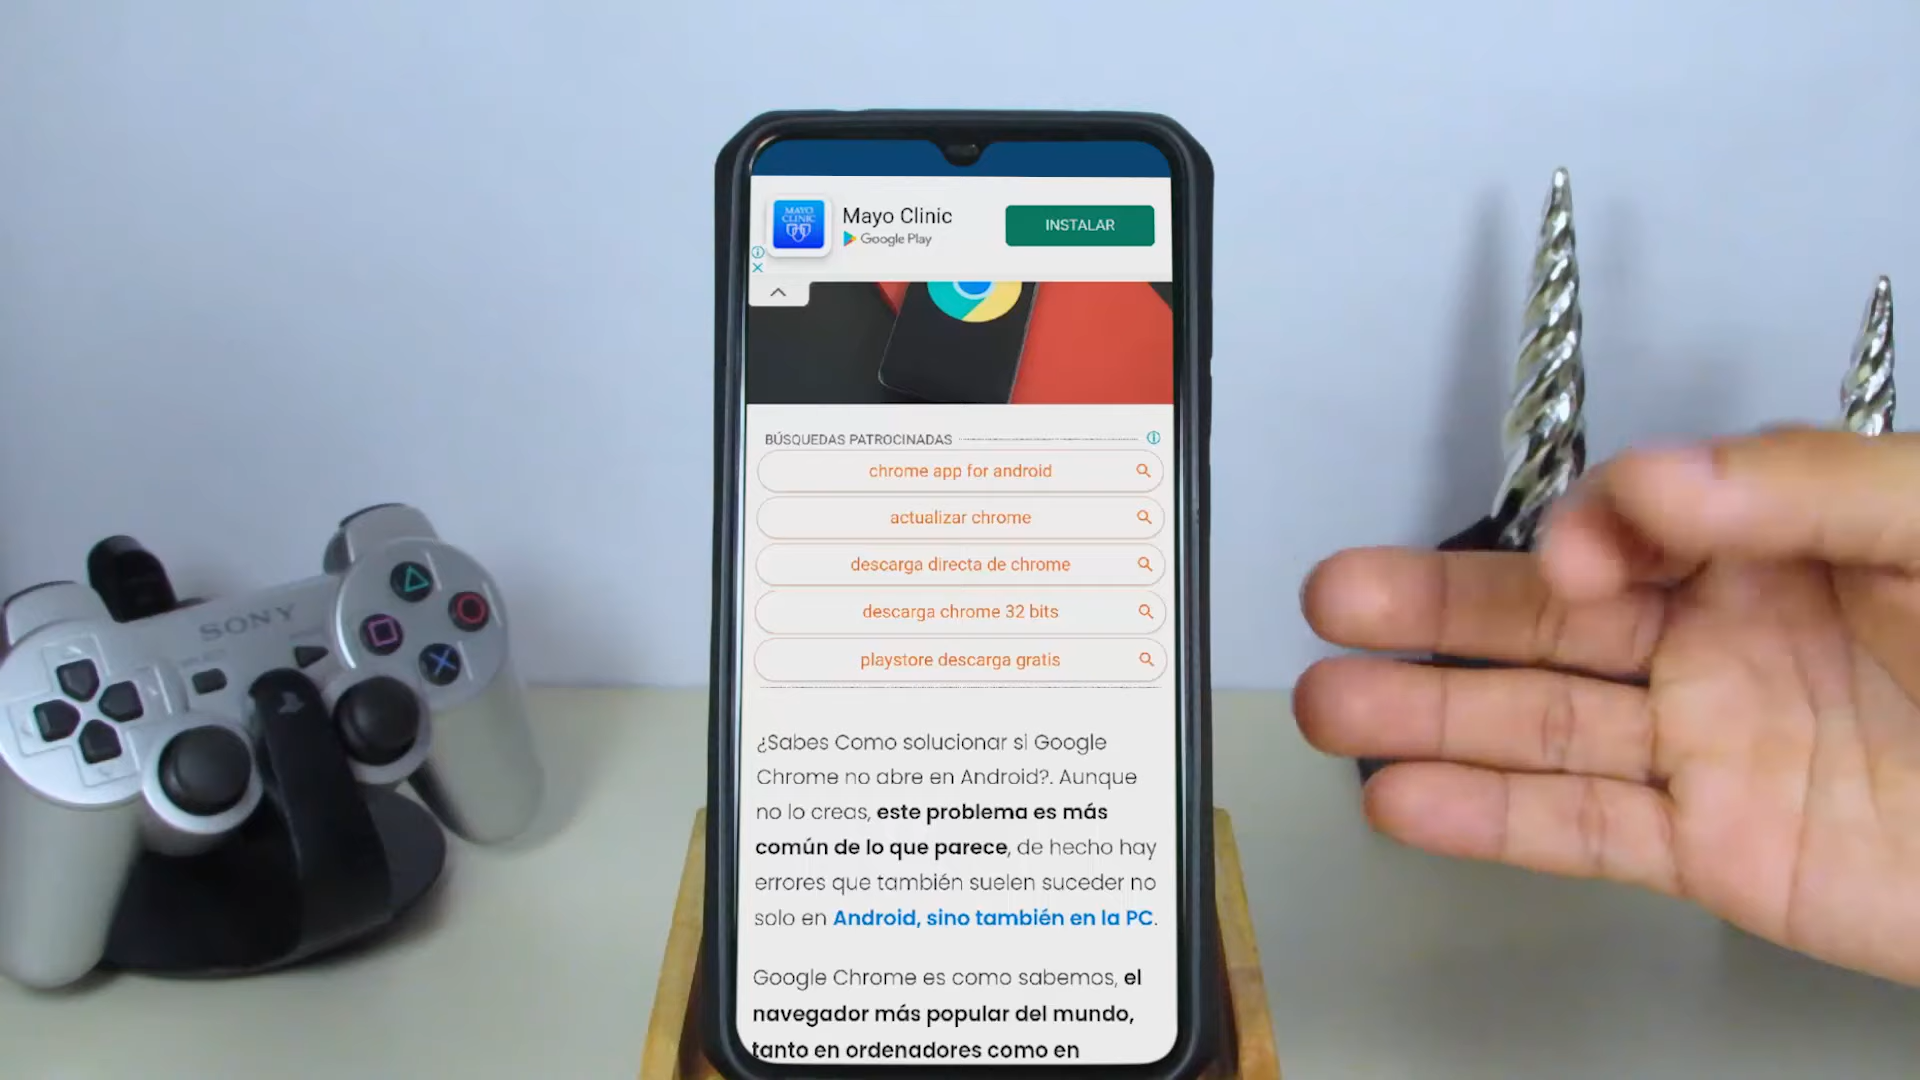 MAYO
CLINIC
Mayo Clinic
Google Play
INSTALAR
BÚSQUEDAS PATROCINADAS
chrome app for android
actualizar chrome
descarga directa de chrome
descarga chrome 32 bits
playstore descarga gratis
¿Sabes Como solucionar si Google
Chrome no abre en Android?. Aunque
no lo creas, este problema es más
común de lo que parece, de hecho hay
errores que también suelen suceder no
solo en Android, sino también en la PC.
Google Chrome es como sabemos, el
navegador más popular del mundo,
tanto en ordenadores como en
SONY